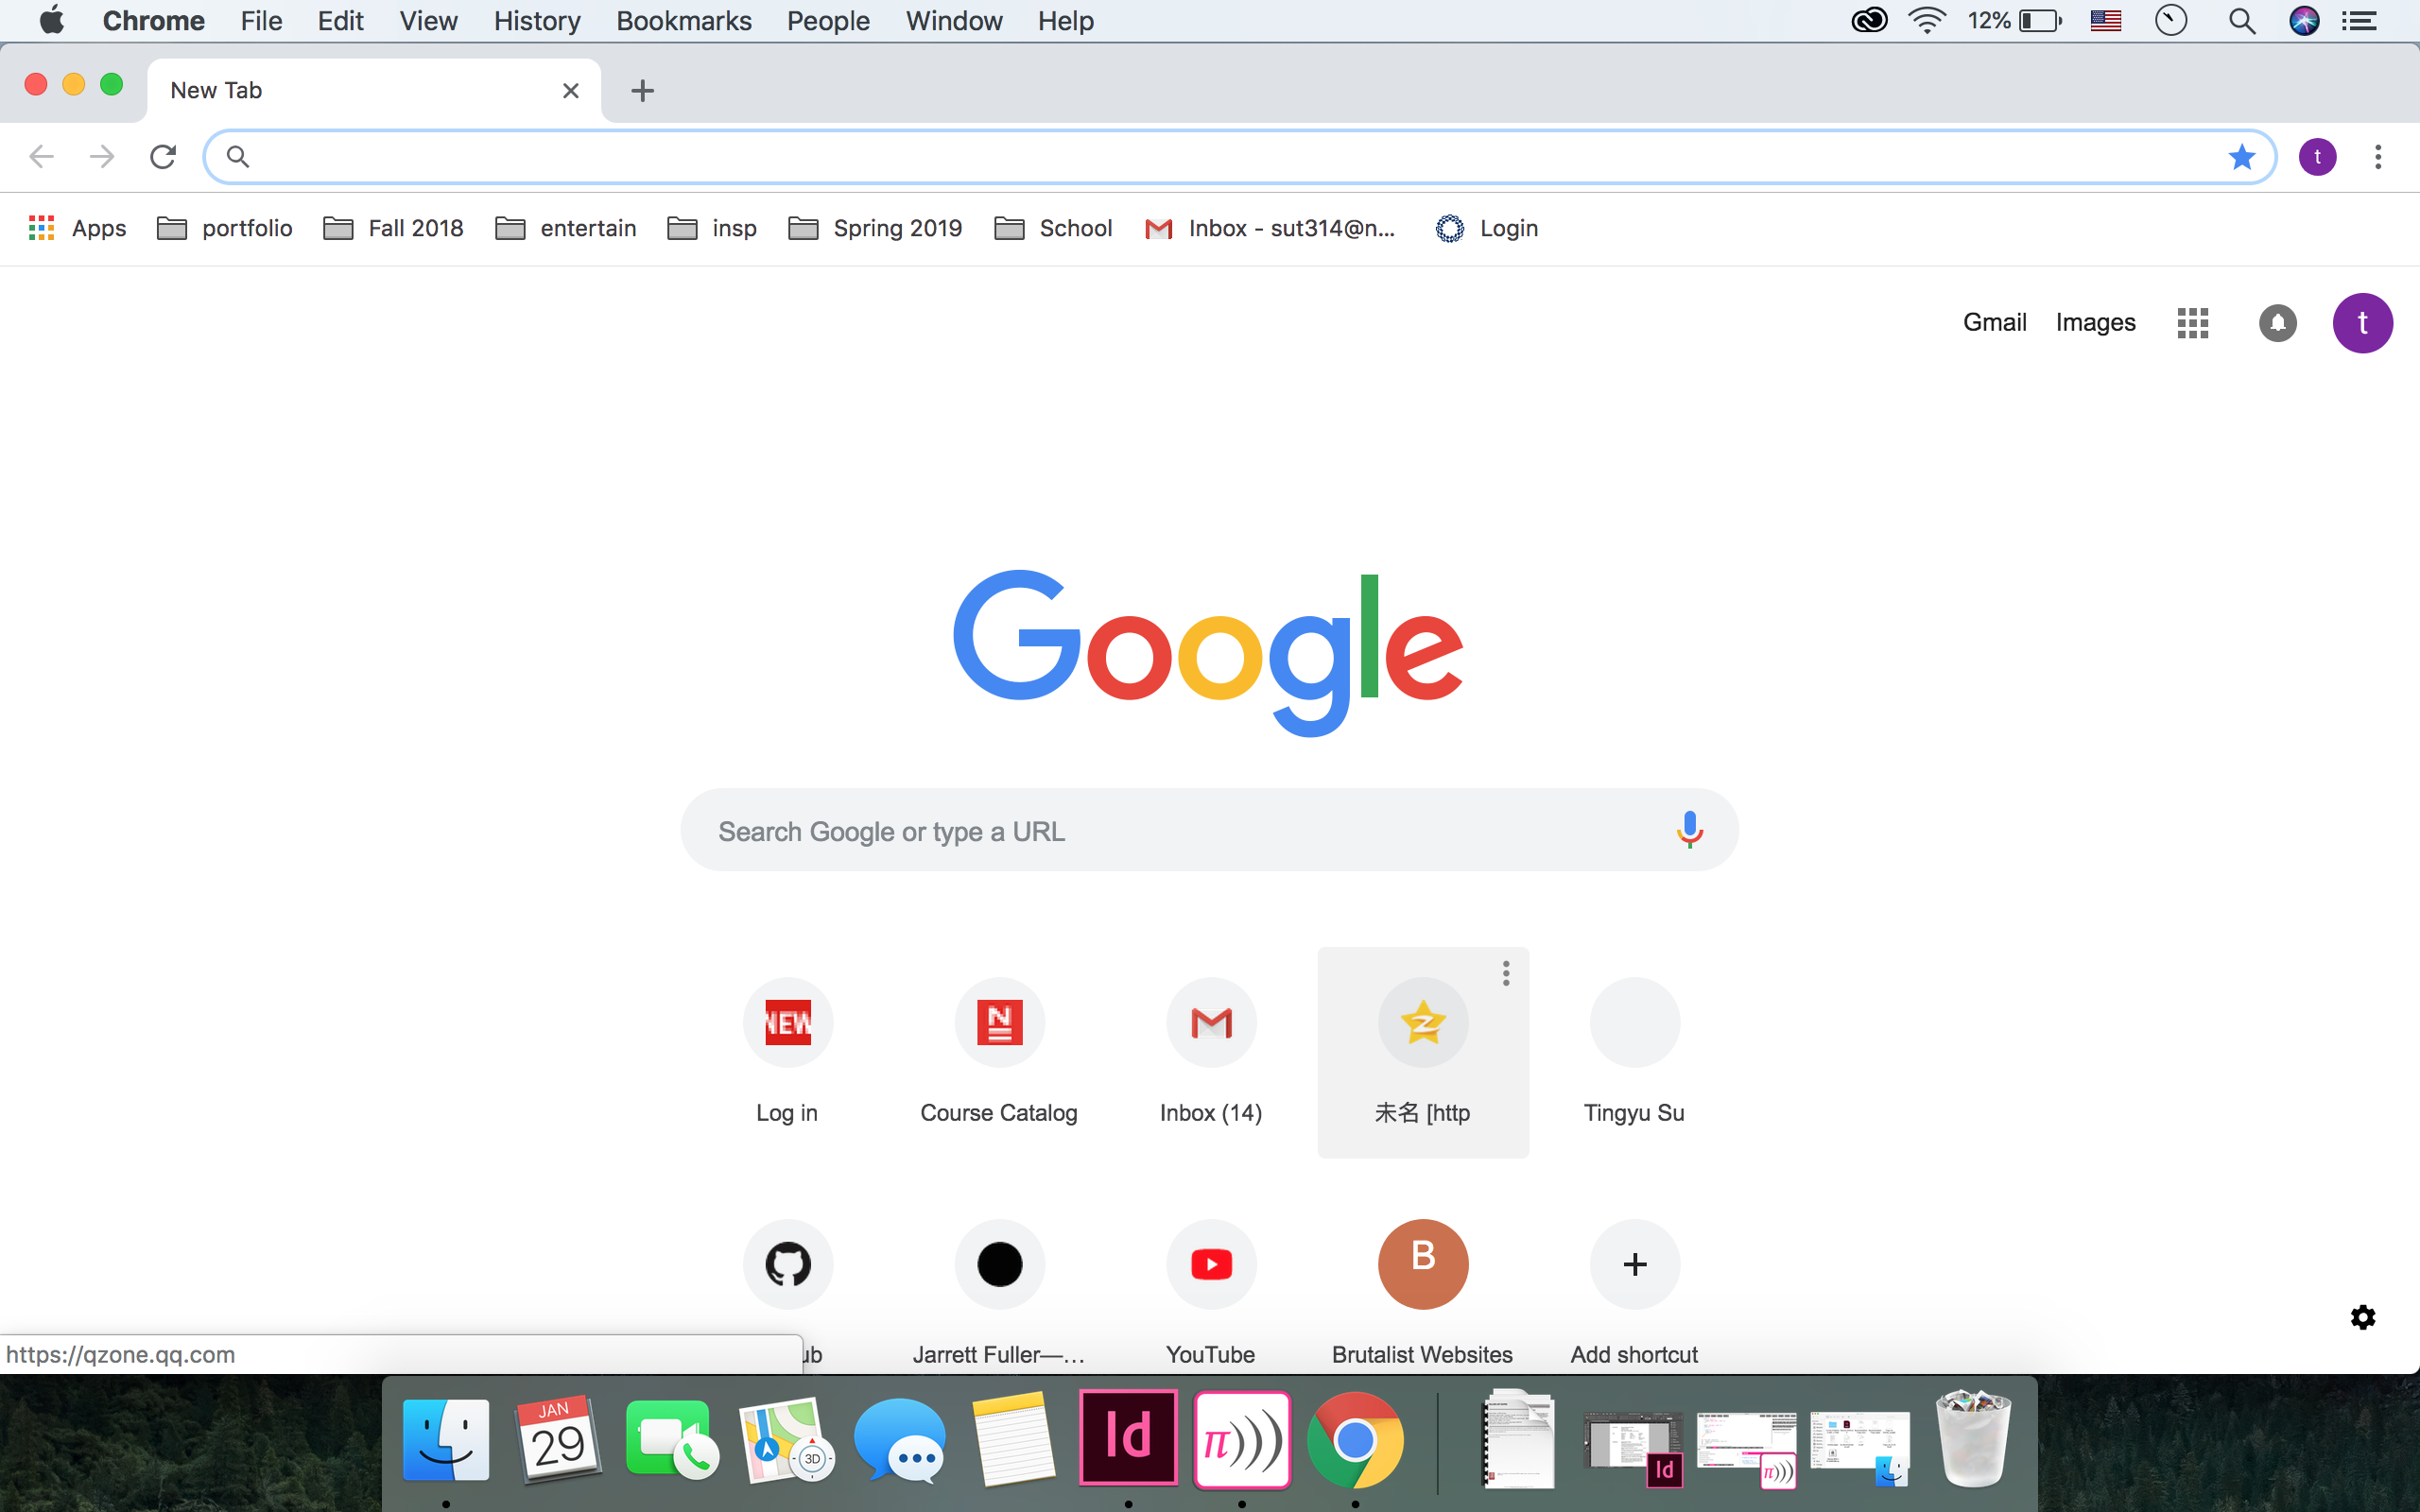 Chrome File Edit View History Bookmarks People Window Help 12%
New Tab
t
Apps portfolio Fall 2018 entertain insp Spring 2019 School Inbox - sut314@n... Login
Gmail Images t
Google
Search Google or type a URL
NEW N
Log in Course Catalog Inbox (14) 未名 [http Tingyu Su
B
ub Jarrett Fuller—... YouTube Brutalist Websites Add shortcut
https://qzone.qq.com
JAN
29
3D
Id
π)))
Id
π)))